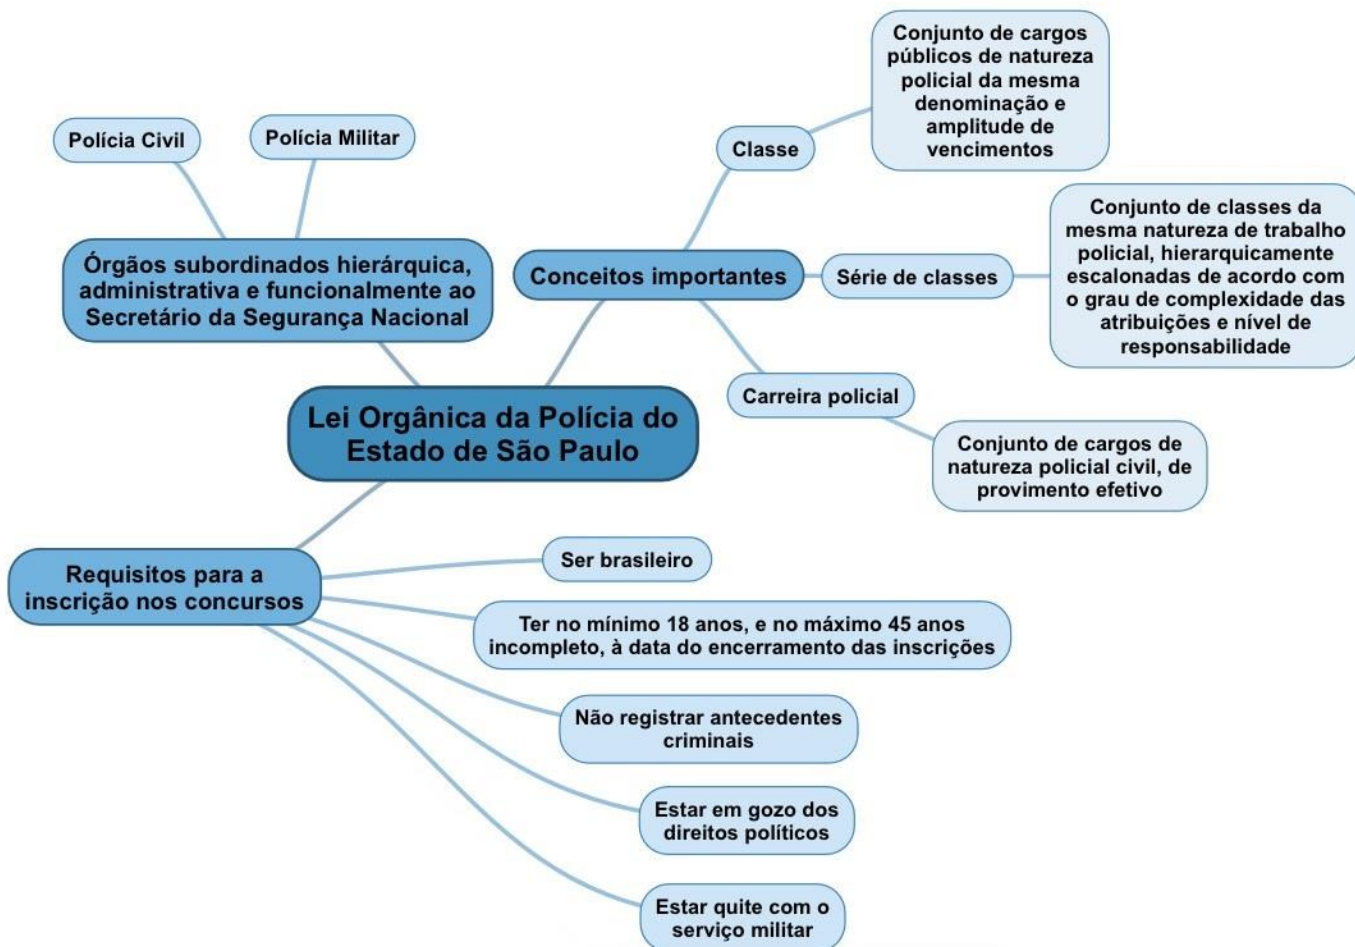 Conjunto de cargos
públicos de natureza
policial da mesma
denominação e
amplitude de
vencimentos
Polícia Civil
Polícia Militar
Classe
Conjunto de classes da
mesma natureza de trabalho
policial, hierarquicamente
escalonadas de acordo com
o grau de complexidade das
atribuições e nível de
responsabilidade
Órgãos subordinados hierárquica,
administrativa e funcionalmente ao
Secretário da Segurança Nacional
Conceitos importantes
Série de classes
Carreira policial
Lei Orgânica da Polícia do
Estado de São Paulo
Conjunto de cargos de
natureza policial civil, de
provimento efetivo
Requisitos para a
inscrição nos concursos
Ser brasileiro
Ter no mínimo 18 anos, e no máximo 45 anos
incompleto, à data do encerramento das inscrições
Não registrar antecedentes
criminais
Estar em gozo dos
direitos políticos
Estar quite com o
serviço militar